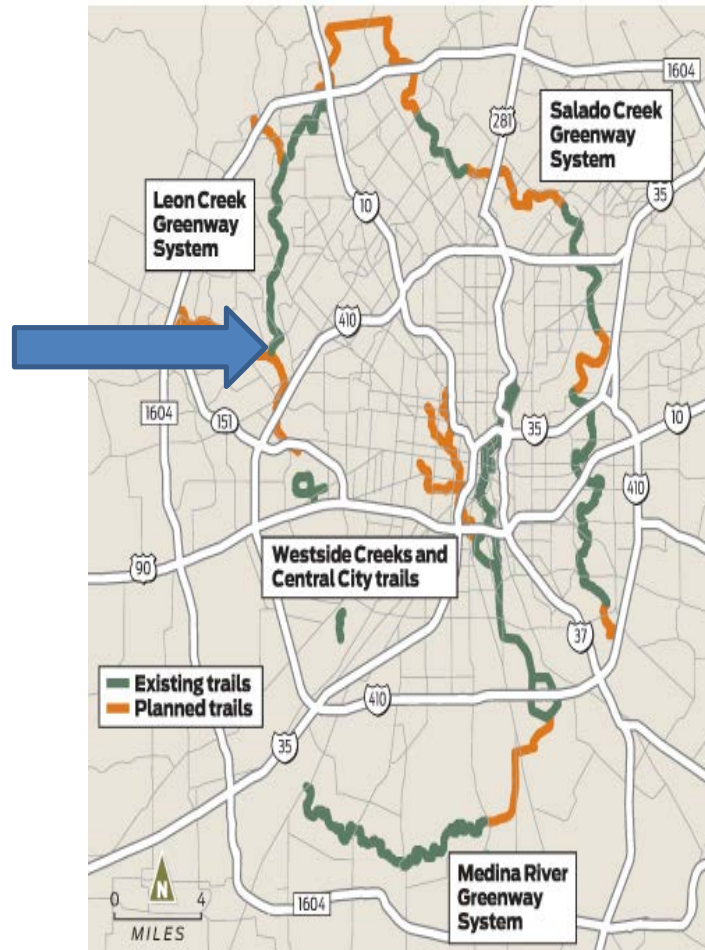 1604
281
Salado Creek
Greenway
System
35
Leon Creek
Greenway
System
10
410
1604
151
35
10
410
90
Westside Creeks and
Central City trails
37
Existing trails
Planned trails
410
35
Medina River
Greenway
System
N
0 4
MILES
1604